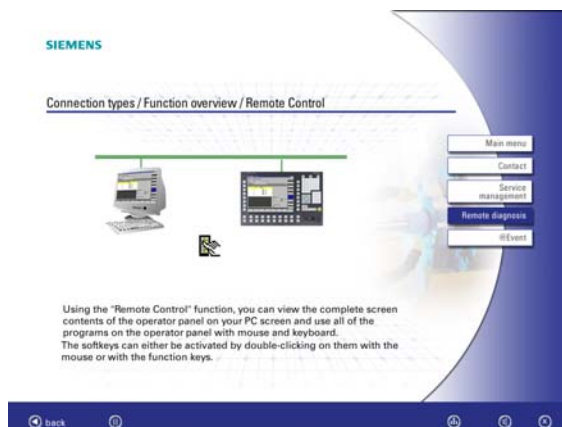 SIEMENS
Connection types / Function overview / Remote Control
Main menu
Contact
Service
management
Remote diagnosis
@Event
Using the "Remote Control" function, you can view the complete screen
contents of the operator panel on your PC screen and use all of the
programs on the operator panel with mouse and keyboard.
The softkeys can either be activated by double-clicking on them with the
mouse or with the function keys.
back